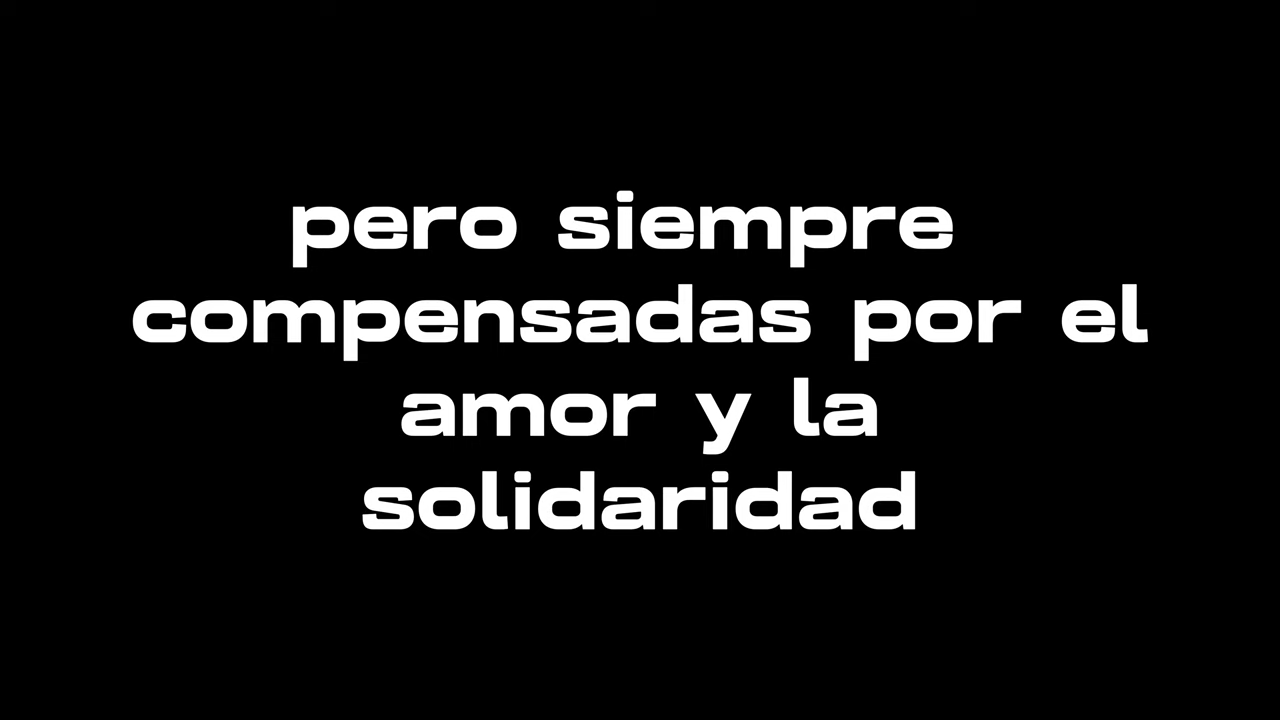 pero siempre
compensadas por el
amor y la
solidaridad